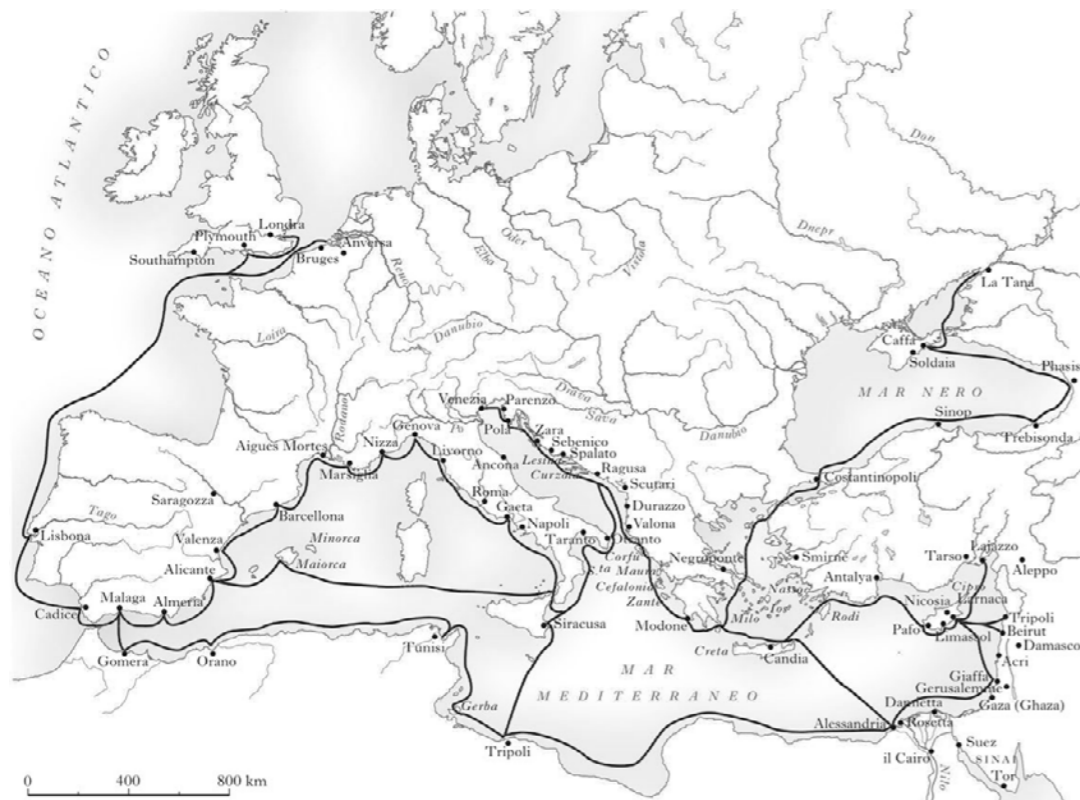 OCEANO ATLANTICO
Londra
Plymouth
Southampton
Bruges
Anversa
Reno
Elba
Oder
Vistola
Dnepr
Don
La Tana
Caffa
Soldaia
Phasis
MAR NERO
Sinop
Trebisonda
Costantinopoli
Loira
Danubio
Drava
Sava
Danubio
Rodano
Po
Venezia
Parenzo
Pola
Zara
Sebenico
Spalato
Lesina
Curzola
Ragusa
Scutari
Durazzo
Valona
Genova
Nizza
Aigues Mortes
Marsiglia
Livorno
Ancona
Roma
Gaeta
Napoli
Taranto
Otranto
Corfù
S.ta Maura
Cefalonia
Zante
Modone
Negroponte
Smirne
Milo
Nasso
Ios
Rodi
Antalya
Tarso
Lajazzo
Aleppo
Cipro
Nicosia
Larnaca
Pafo
Limassol
Tripoli
Beirut
Damasco
Acri
Giaffa
Gerusalemme
Gaza (Ghaza)
Creta
Candia
Saragozza
Barcellona
Tago
Lisbona
Valenza
Minorca
Maiorca
Alicante
Cadice
Malaga
Almeria
Gomera
Orano
Tunisi
Siracusa
Gerba
Tripoli
MAR
MEDITERRANEO
Alessandria
Damietta
Rosetta
il Cairo
Nilo
Suez
SINAI
Tor
0 400 800 km